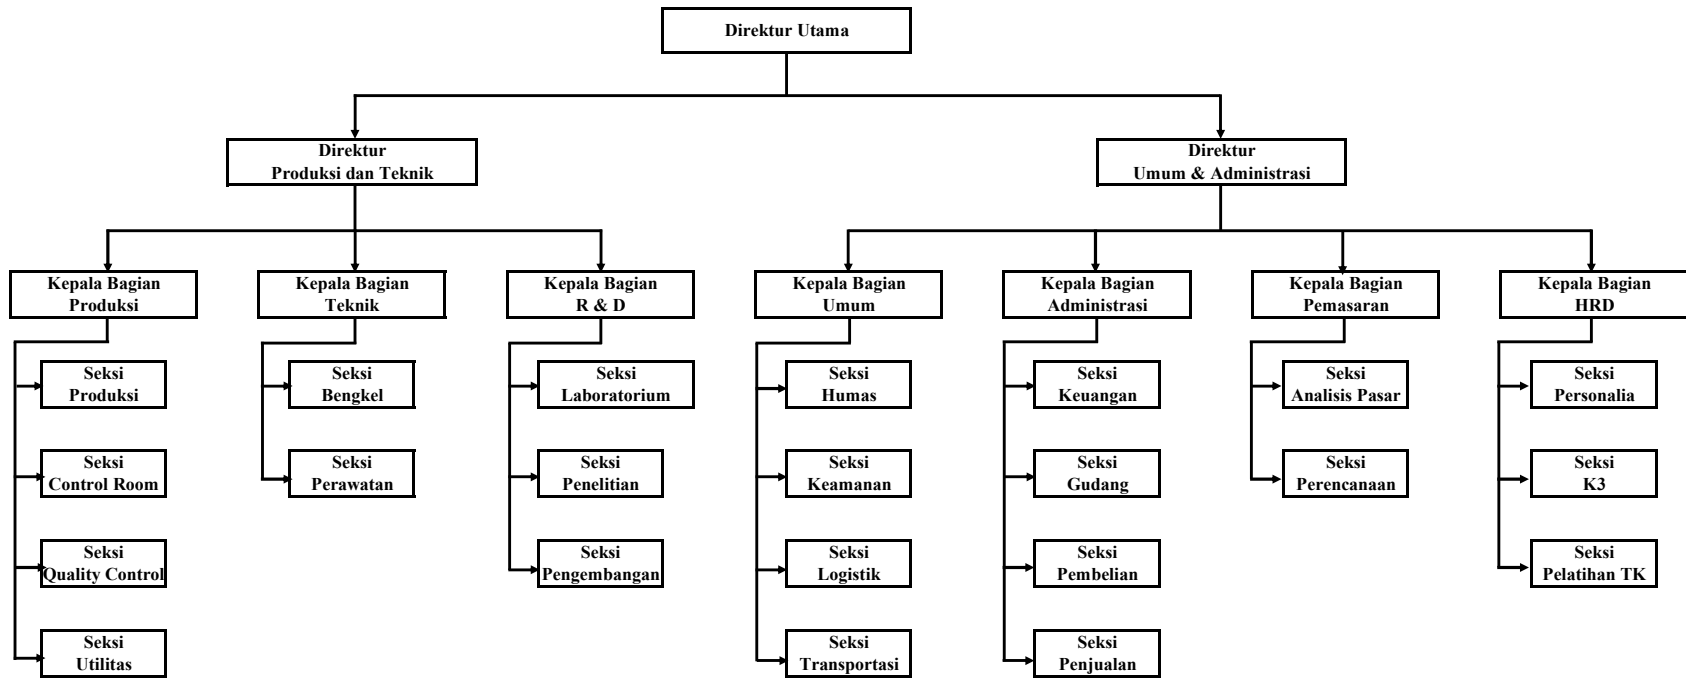 Direktur Utama
Direktur
Produksi dan Teknik
Direktur
Umum & Administrasi
Kepala Bagian
Produksi
Kepala Bagian
Teknik
Kepala Bagian
R & D
Kepala Bagian
Umum
Kepala Bagian
Administrasi
Kepala Bagian
Pemasaran
Kepala Bagian
HRD
Seksi
Produksi
Seksi
Bengkel
Seksi
Laboratorium
Seksi
Humas
Seksi
Keuangan
Seksi
Analisis Pasar
Seksi
Personalia
Seksi
Control Room
Seksi
Perawatan
Seksi
Penelitian
Seksi
Keamanan
Seksi
Gudang
Seksi
Perencanaan
Seksi
K3
Seksi
Quality Control
Seksi
Pengembangan
Seksi
Logistik
Seksi
Pembelian
Seksi
Pelatihan TK
Seksi
Utilitas
Seksi
Transportasi
Seksi
Penjualan